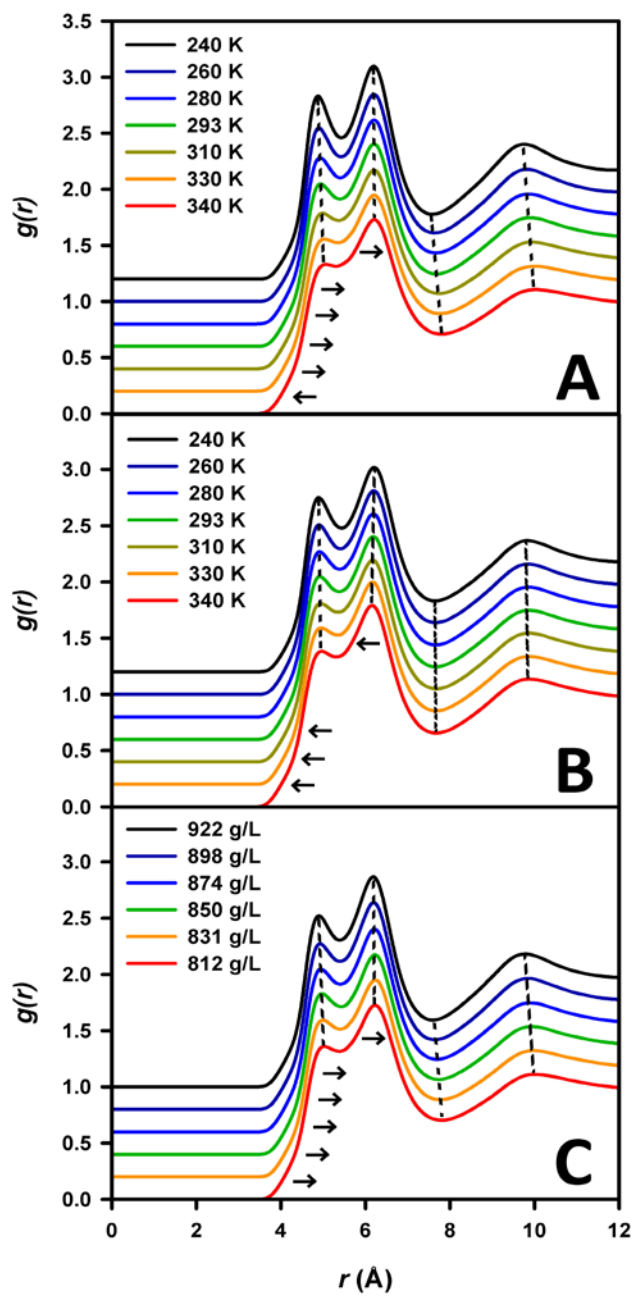 3.5
3.0
2.5
2.0
1.5
1.0
0.5
0.0
g(r)
240 K
260 K
280 K
293 K
310 K
330 K
340 K
A
3.0
2.5
2.0
1.5
1.0
0.5
0.0
g(r)
240 K
260 K
280 K
293 K
310 K
330 K
340 K
B
3.0
2.5
2.0
1.5
1.0
0.5
0.0
g(r)
922 g/L
898 g/L
874 g/L
850 g/L
831 g/L
812 g/L
C
0 2 4 6 8 10 12
r (Å)